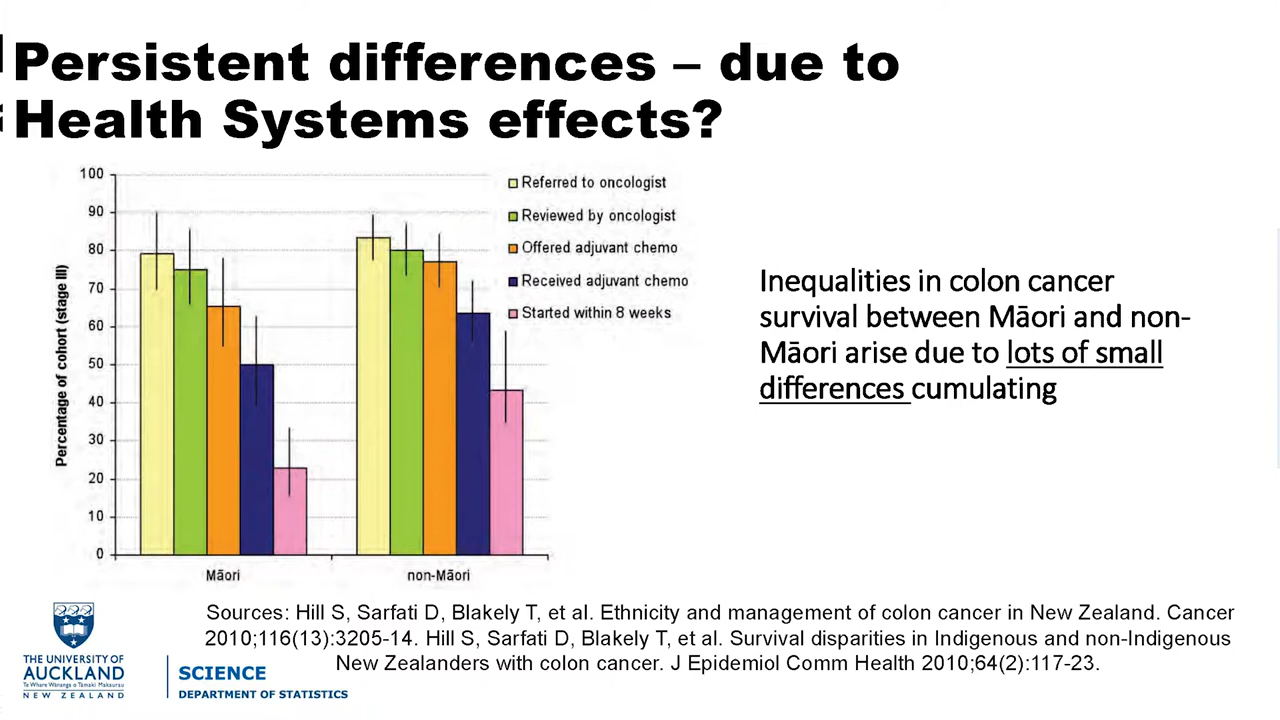 Persistent differences – due to
Health Systems effects?
Percentage of cohort (stage III)
100
90
80
70
60
50
40
30
20
10
0
Māori
non-Māori
Referred to oncologist
Reviewed by oncologist
Offered adjuvant chemo
Received adjuvant chemo
Started within 8 weeks
Inequalities in colon cancer
survival between Māori and non-
Māori arise due to lots of small
differences cumulating
Sources: Hill S, Sarfati D, Blakely T, et al. Ethnicity and management of colon cancer in New Zealand. Cancer
2010;116(13):3205-14. Hill S, Sarfati D, Blakely T, et al. Survival disparities in Indigenous and non-Indigenous
New Zealanders with colon cancer. J Epidemiol Comm Health 2010;64(2):117-23.
THE UNIVERSITY OF
AUCKLAND
Te Whare Wānanga o Tāmaki Makaurau
NEW ZEALAND
SCIENCE
DEPARTMENT OF STATISTICS